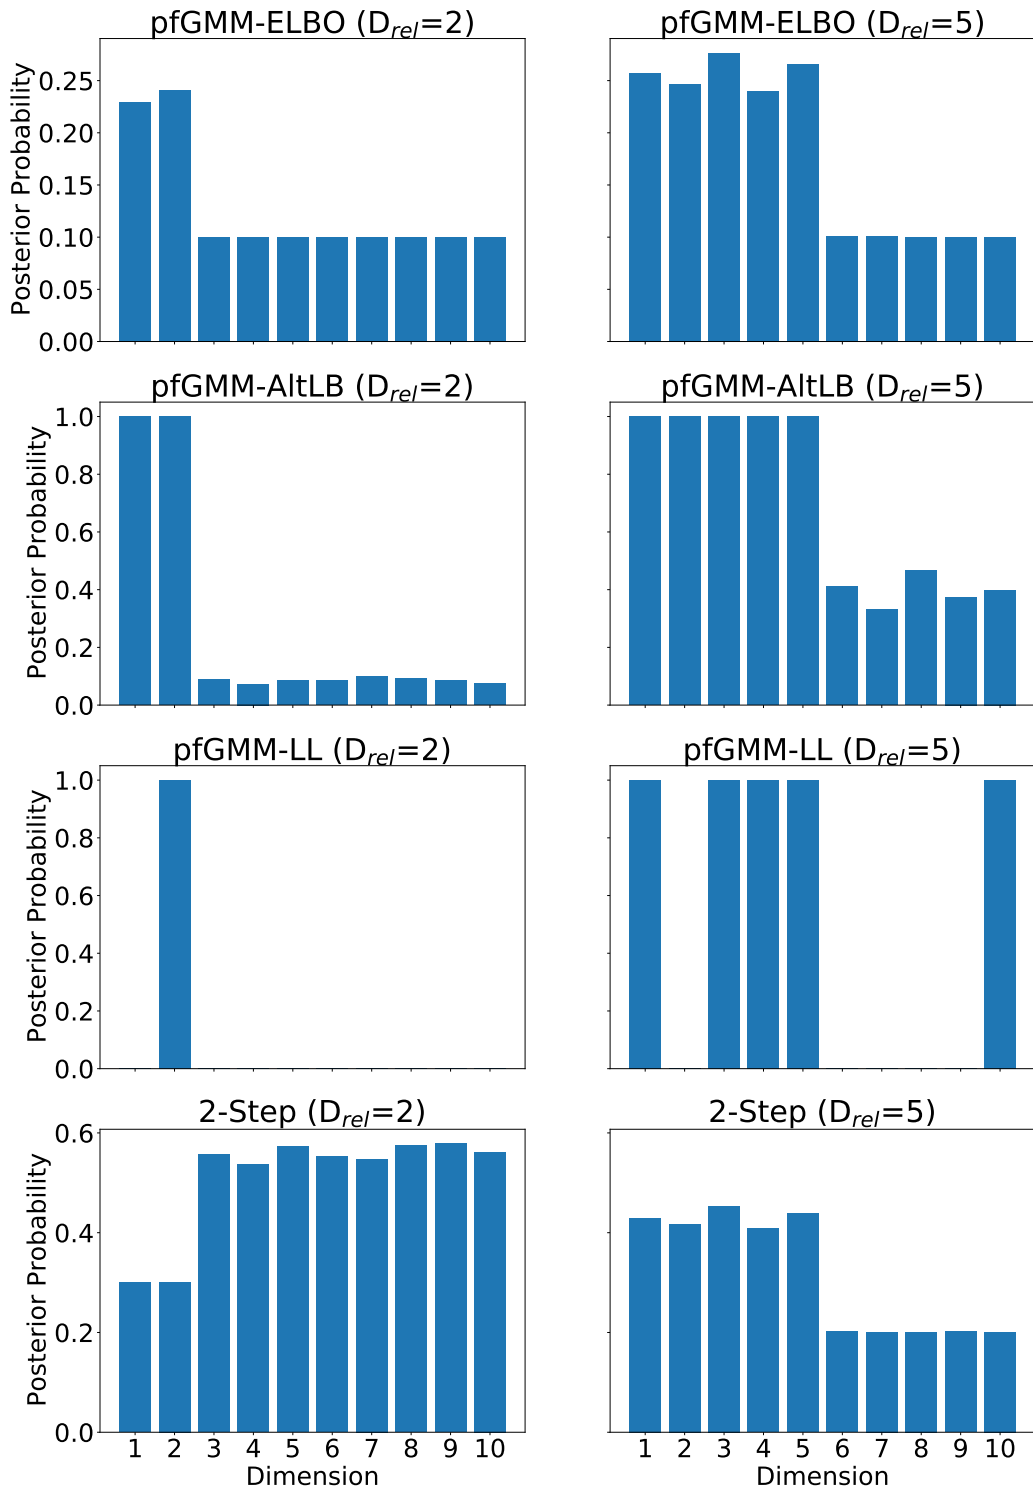 pfGMM-ELBO (D_rel=2)
pfGMM-ELBO (D_rel=5)
Posterior Probability
0.25
0.20
0.15
0.10
0.05
0.00
pfGMM-AltLB (D_rel=2)
pfGMM-AltLB (D_rel=5)
Posterior Probability
1.0
0.8
0.6
0.4
0.2
0.0
pfGMM-LL (D_rel=2)
pfGMM-LL (D_rel=5)
Posterior Probability
1.0
0.8
0.6
0.4
0.2
0.0
2-Step (D_rel=2)
2-Step (D_rel=5)
Posterior Probability
0.6
0.4
0.2
0.0
1 2 3 4 5 6 7 8 9 10
1 2 3 4 5 6 7 8 9 10
Dimension
Dimension